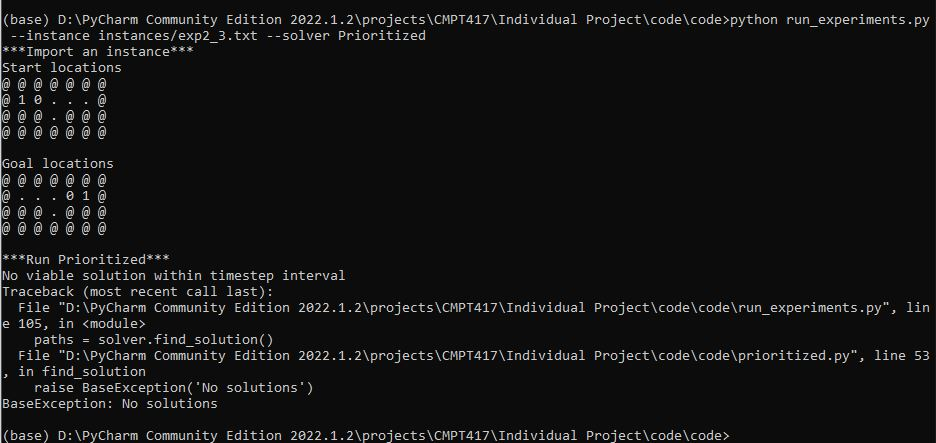 (base) D:\PyCharm Community Edition 2022.1.2\projects\CMPT417\Individual Project\code\code>python run_experiments.py
 --instance instances/exp2_3.txt --solver Prioritized
***Import an instance***
Start locations
@ @ @ @ @ @ @
@ 1 0 . . . @
@ @ @ . @ @ @
@ @ @ @ @ @ @

Goal locations
@ @ @ @ @ @ @
@ . . . 0 1 @
@ @ @ . @ @ @
@ @ @ @ @ @ @

***Run Prioritized***
No viable solution within timestep interval
Traceback (most recent call last):
  File "D:\PyCharm Community Edition 2022.1.2\projects\CMPT417\Individual Project\code\code\run_experiments.py", lin
e 105, in <module>
    paths = solver.find_solution()
  File "D:\PyCharm Community Edition 2022.1.2\projects\CMPT417\Individual Project\code\code\prioritized.py", line 53
, in find_solution
    raise BaseException('No solutions')
BaseException: No solutions

(base) D:\PyCharm Community Edition 2022.1.2\projects\CMPT417\Individual Project\code\code>